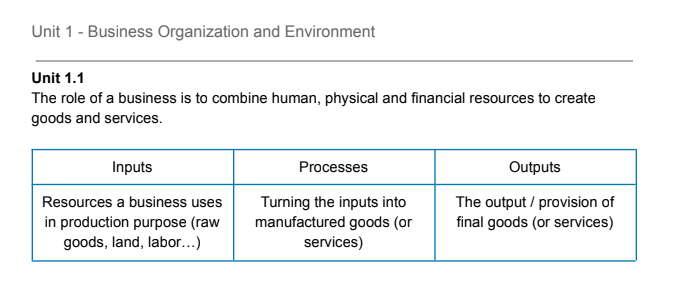 Unit 1 - Business Organization and Environment
Unit 1.1
The role of a business is to combine human, physical and financial resources to create
goods and services.
Inputs
Processes
Outputs
Resources a business uses
in production purpose (raw
goods, land, labor…)
Turning the inputs into
manufactured goods (or
services)
The output / provision of
final goods (or services)